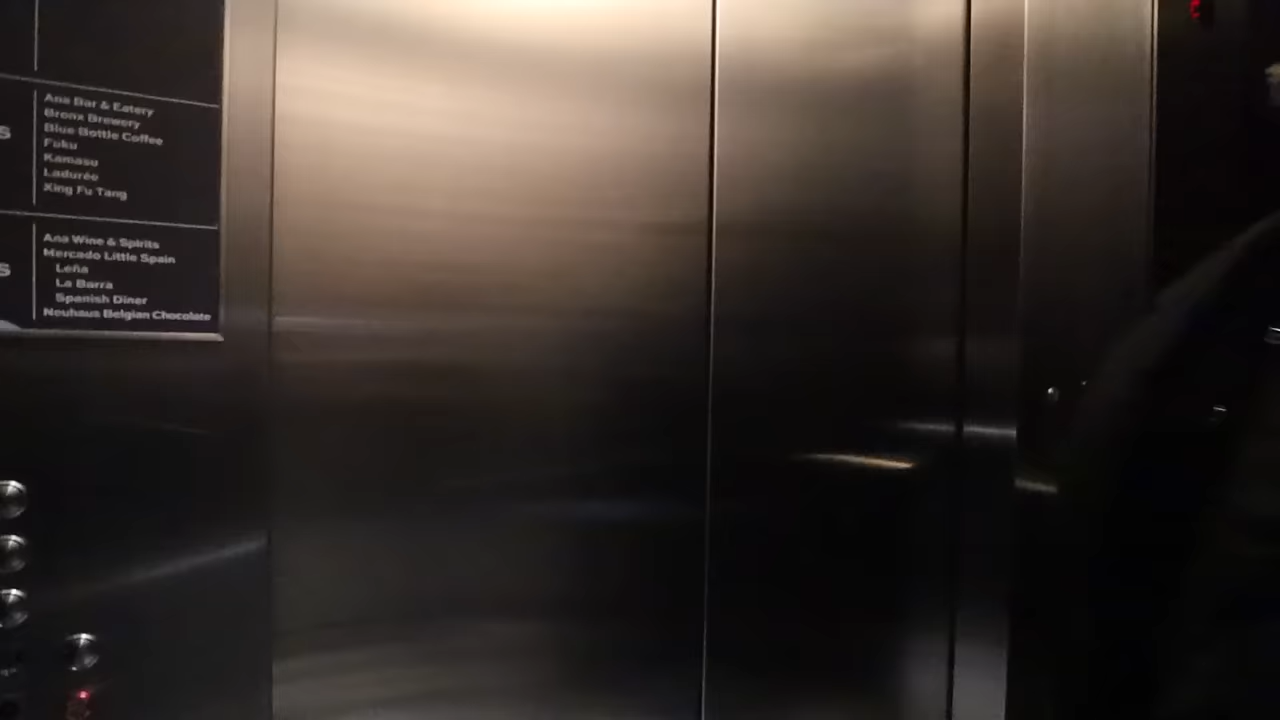 Ana Bar & Eatery
Bronx Brewery
s
Blue Bottle Coffee
Fuku
Kamasu
Ladurée
Xing Fu Tang
Ana Wine & Spirits
Mercado Little Spain
s
Leña
La Barra
Spanish Diner
Neuhaus Belgian Chocolate